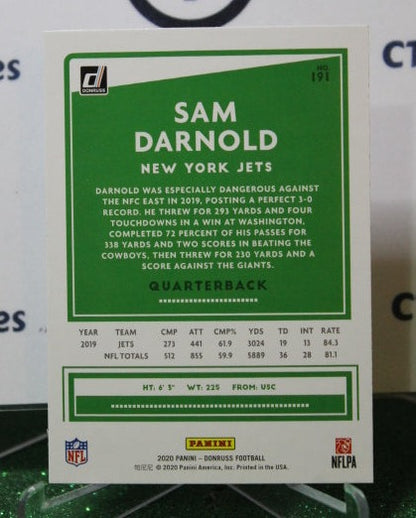 CT
DONRUSS
NO.
191
SAM
DARNOLD
NEW YORK JETS
DARNOLD WAS ESPECIALLY DANGEROUS AGAINST
THE NFC EAST IN 2019, POSTING A PERFECT 3-0
RECORD. HE THREW FOR 293 YARDS AND FOUR
TOUCHDOWNS IN A WIN AT WASHINGTON,
COMPLETED 72 PERCENT OF HIS PASSES FOR
338 YARDS AND TWO SCORES IN BEATING THE
COWBOYS, THEN THREW FOR 230 YARDS AND A
SCORE AGAINST THE GIANTS.
QUARTERBACK
YEAR TEAM CMP ATT CMP% YDS TD INT RATE
2019 JETS 273 441 61.9 3024 19 13 84.3
NFL TOTALS 512 855 59.9 5889 36 28 81.1
HT: 6' 3" WT: 225 FROM: USC
NFL
PANINI
NFLPA
2020 PANINI – DONRUSS FOOTBALL
帕尼尼 © 2020 Panini America, Inc. Printed in the USA.